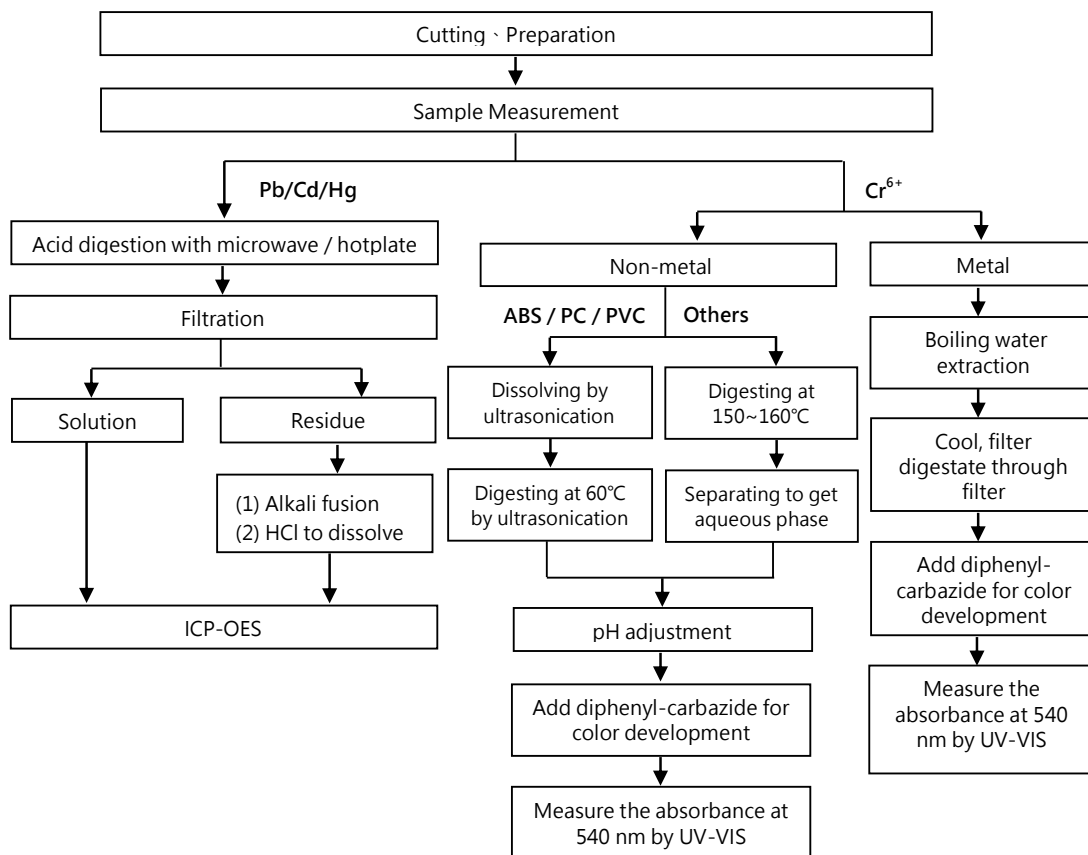 Cutting、Preparation
Sample Measurement
Pb/Cd/Hg
Cr⁶⁺
Acid digestion with microwave / hotplate
Filtration
Solution
Residue
(1) Alkali fusion
(2) HCl to dissolve
ICP-OES
Non-metal
ABS / PC / PVC
Others
Dissolving by
ultrasonication
Digesting at 60℃
by ultrasonication
Digesting at
150~160℃
Separating to get
aqueous phase
pH adjustment
Add diphenyl-carbazide for
color development
Measure the absorbance at
540 nm by UV-VIS
Metal
Boiling water
extraction
Cool, filter
digestate through
filter
Add diphenyl-
carbazide for color
development
Measure the
absorbance at 540
nm by UV-VIS